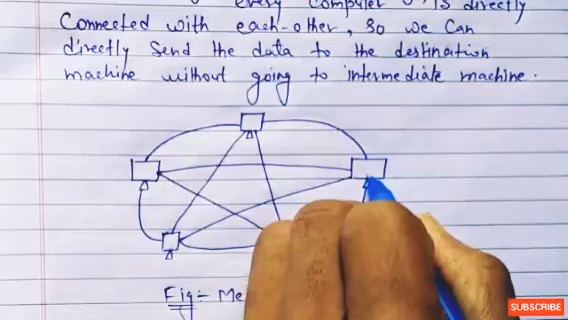 every computer is directly
Connected with each-other, so we can
directly send the data to the destination
machine without going to intermediate machine.
Fig:- Me
SUBSCRIBE